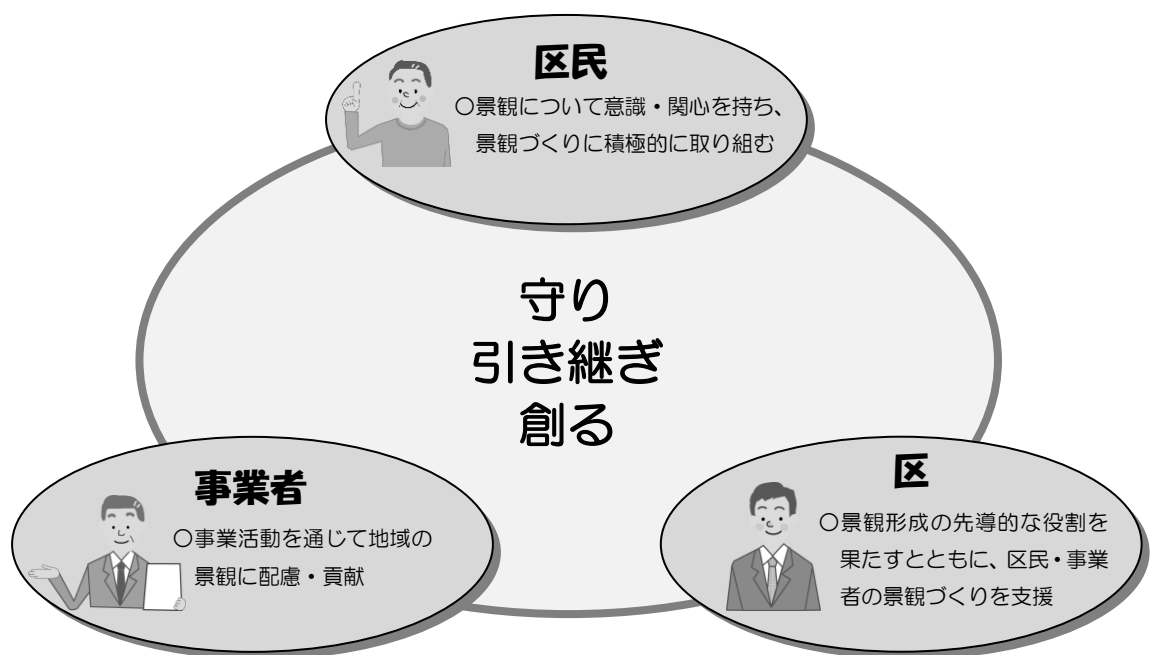 区民
〇景観について意識・関心を持ち、
景観づくりに積極的に取り組む
守り
引き継ぎ
創る
事業者
〇事業活動を通じて地域の
景観に配慮・貢献
区
〇景観形成の先導的な役割を
果たすとともに、区民・事業
者の景観づくりを支援